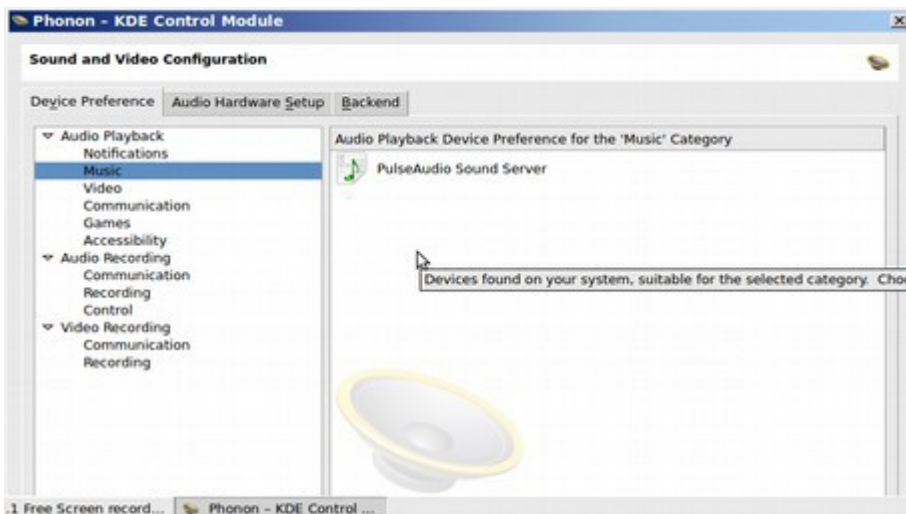 Phonon – KDE Control Module
Sound and Video Configuration
Device Preference Audio Hardware Setup Backend
Audio Playback
Notifications
Music
Video
Communication
Games
Accessibility
Audio Recording
Communication
Recording
Control
Video Recording
Communication
Recording
Audio Playback Device Preference for the 'Music' Category
PulseAudio Sound Server
Devices found on your system, suitable for the selected category. Choo
.1 Free Screen record... Phonon – KDE Control ...